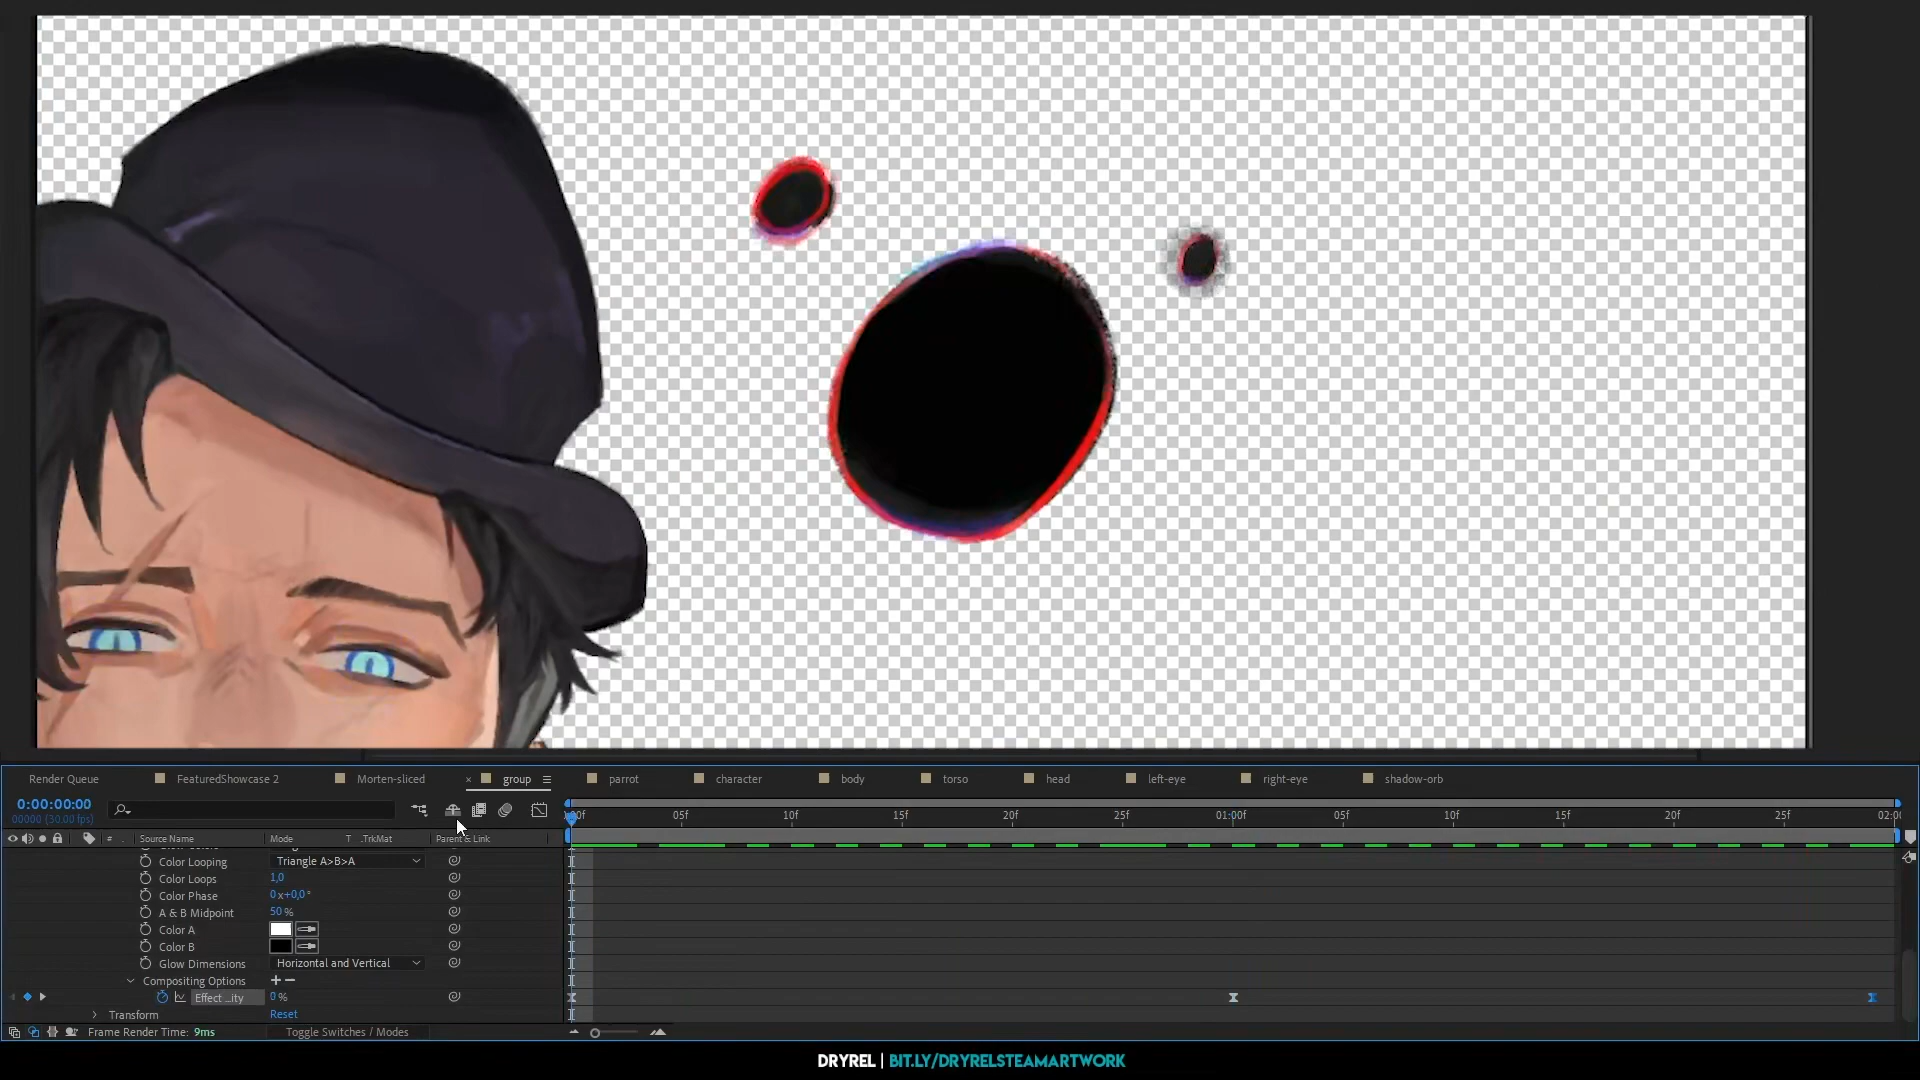 Render Queue FeaturedShowcase 2 Morten-sliced × group parrot character body torso head left-eye right-eye shadow-orb
0:00:00:00
00000 (30.00 fps)
05f 10f 15f 20f 25f 01:00f 05f 10f 15f 20f 25f
# Source Name Mode T .TrkMat Parent & Link
Color Looping Triangle A>B>A
Color Loops 1,0
Color Phase 0x+0,0°
A & B Midpoint 50 %
Color A
Color B
Glow Dimensions Horizontal and Vertical
Compositing Options + −
Effect ...ity 0 %
Transform Reset
Frame Render Time: 9ms Toggle Switches / Modes
DRYREL | BIT.LY/DRYRELSTEAMARTWORK